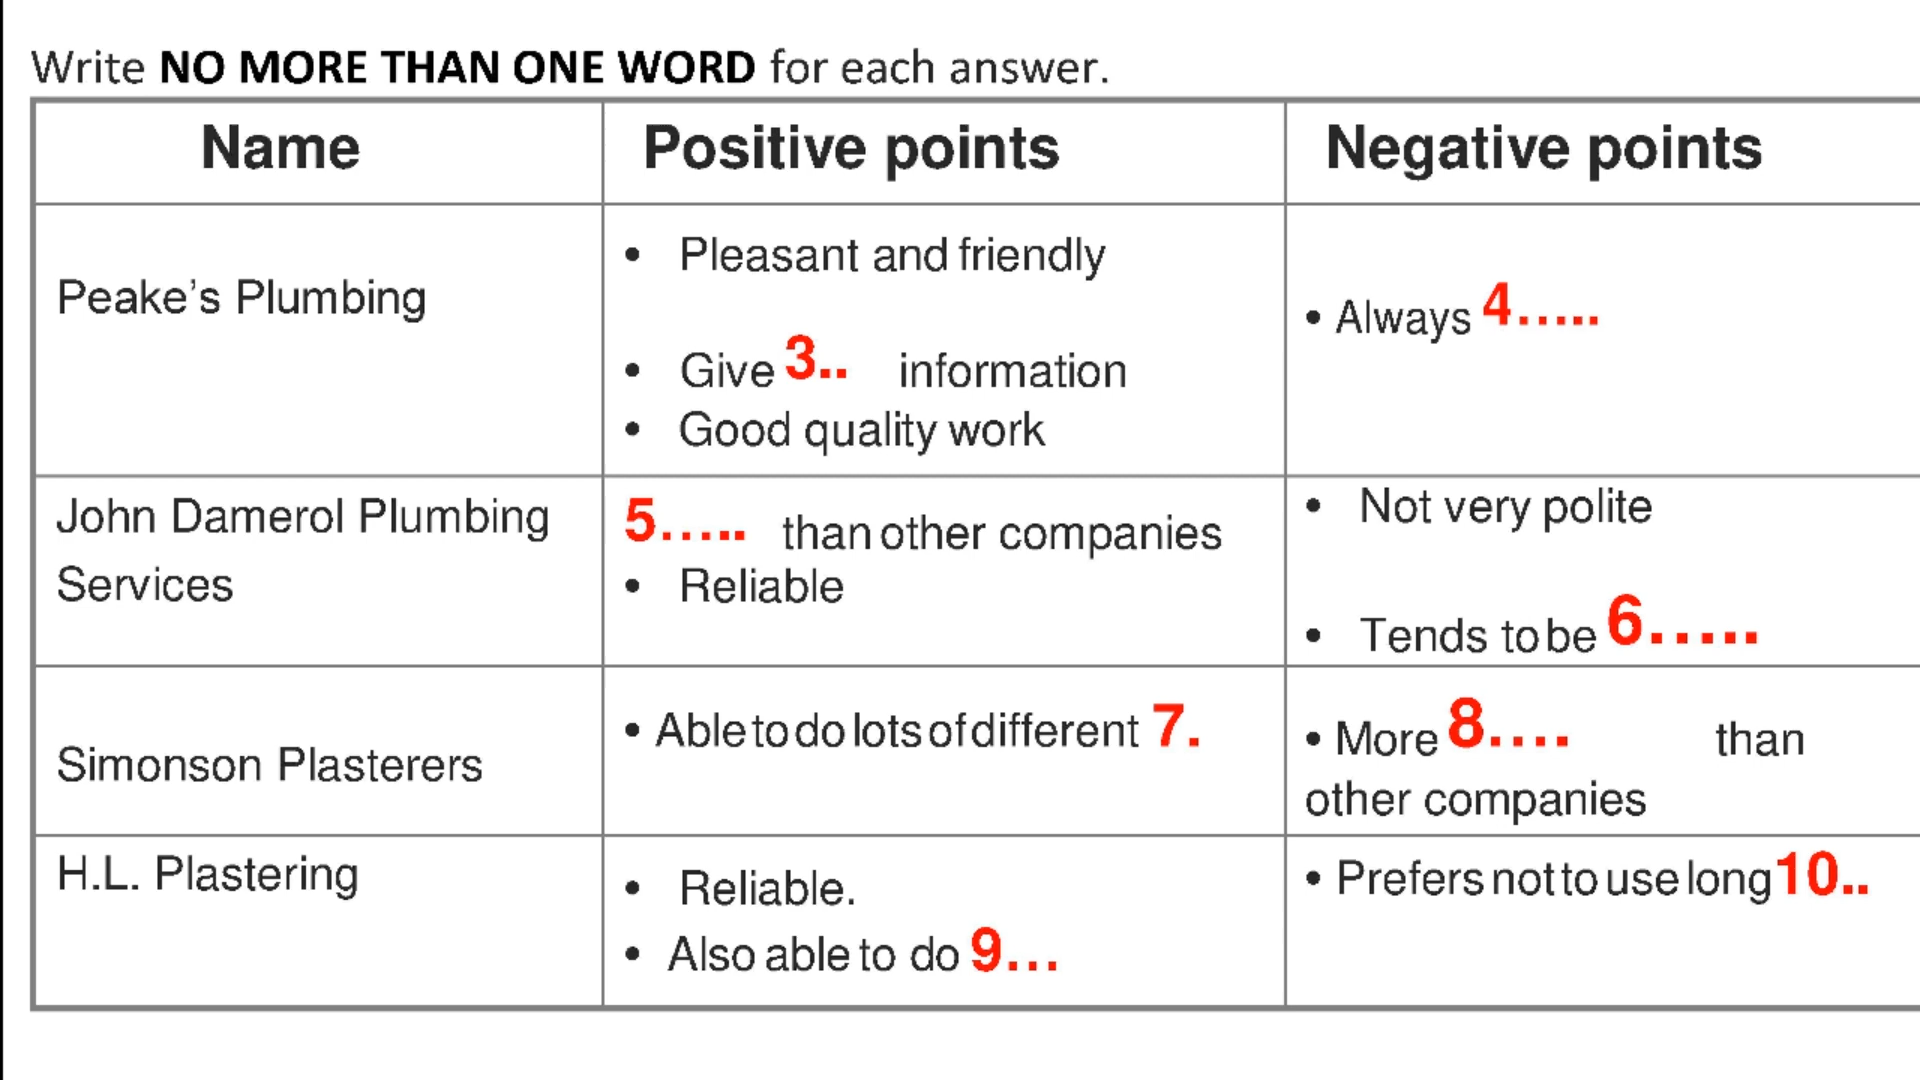 Write NO MORE THAN ONE WORD for each answer.
Name
Positive points
Negative points
Peake's Plumbing
• Pleasant and friendly
• Give 3.. information
• Good quality work
• Always 4.....
John Damerol Plumbing
Services
5..... than other companies
• Reliable
• Not very polite
• Tends to be 6.....
Simonson Plasterers
• Able to do lots of different 7.
• More 8.... than
other companies
H.L. Plastering
• Reliable.
• Also able to do 9...
• Prefers not to use long 10..